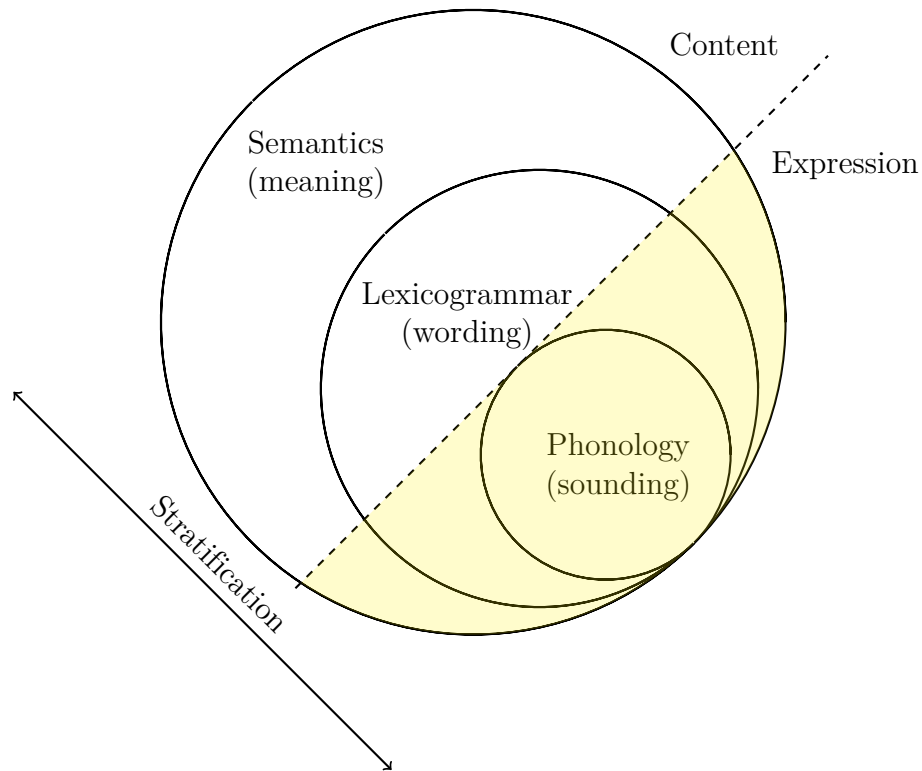 Content
Semantics
(meaning)
Expression
Lexicogrammar
(wording)
Phonology
(sounding)
Stratification